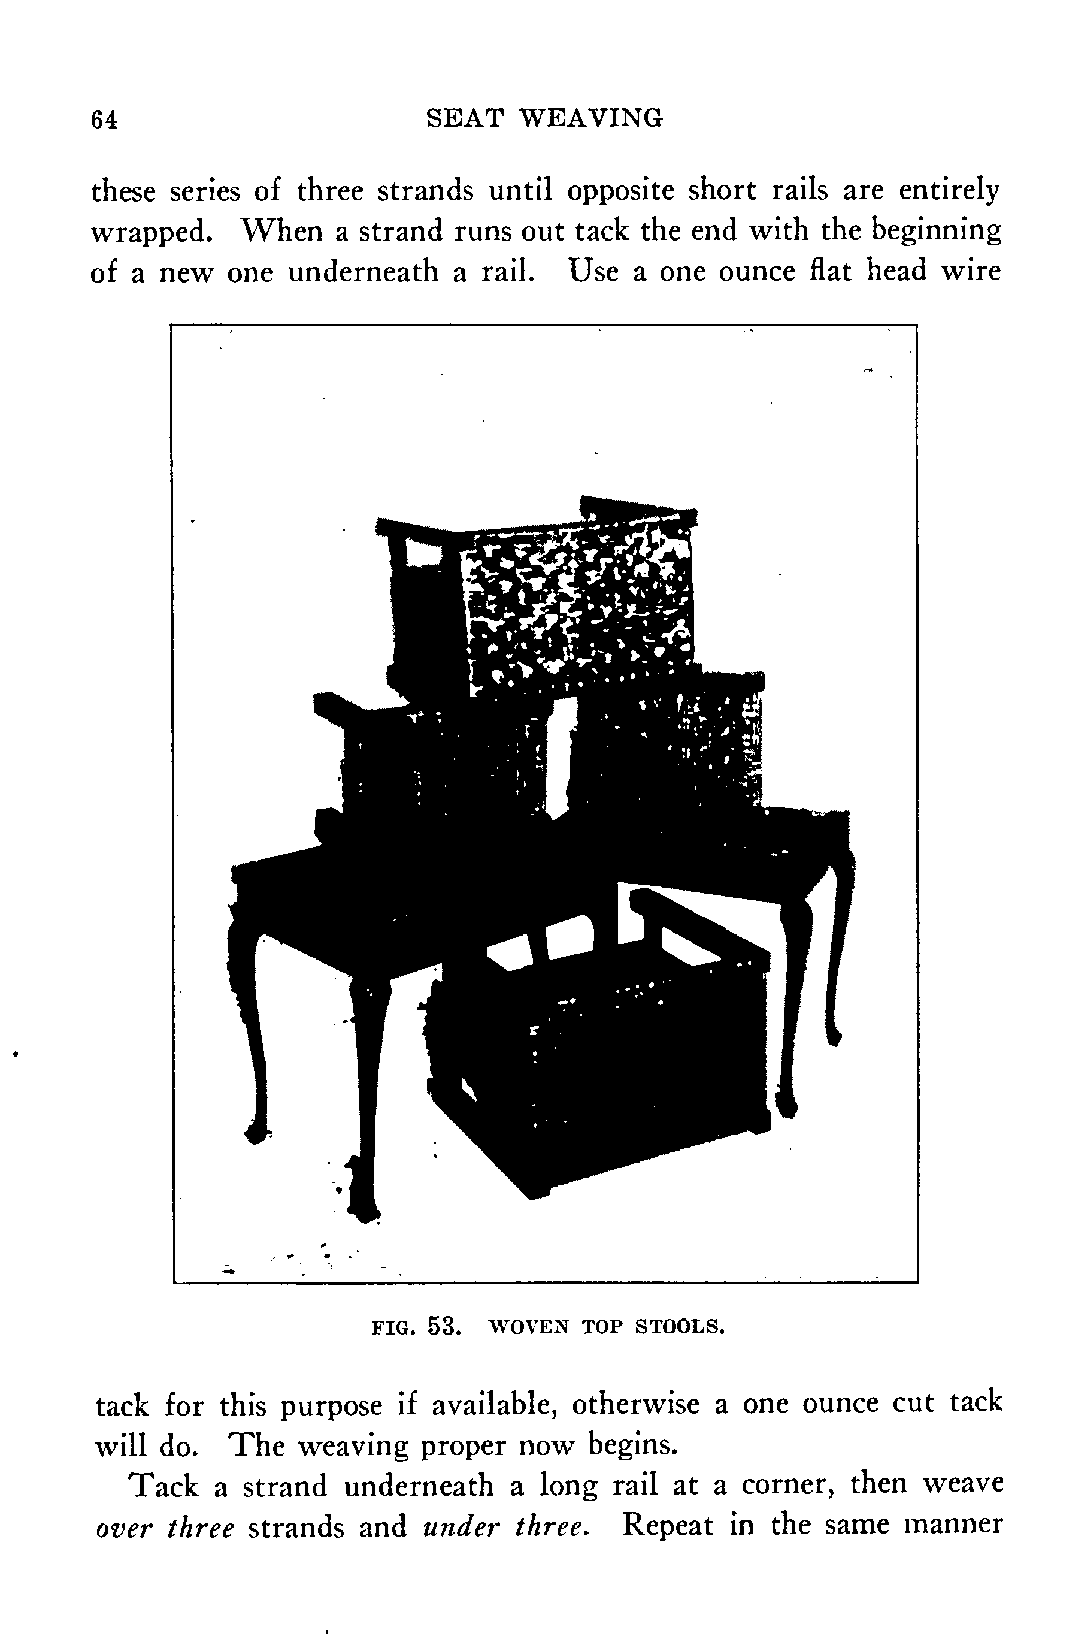 64 SEAT WEAVING
these series of three strands until opposite short rails are entirely
wrapped. When a strand runs out tack the end with the beginning
of a new one underneath a rail. Use a one ounce flat head wire
FIG. 53. WOVEN TOP STOOLS.
tack for this purpose if available, otherwise a one ounce cut tack
will do. The weaving proper now begins.
Tack a strand underneath a long rail at a corner, then weave
over three strands and under three. Repeat in the same manner